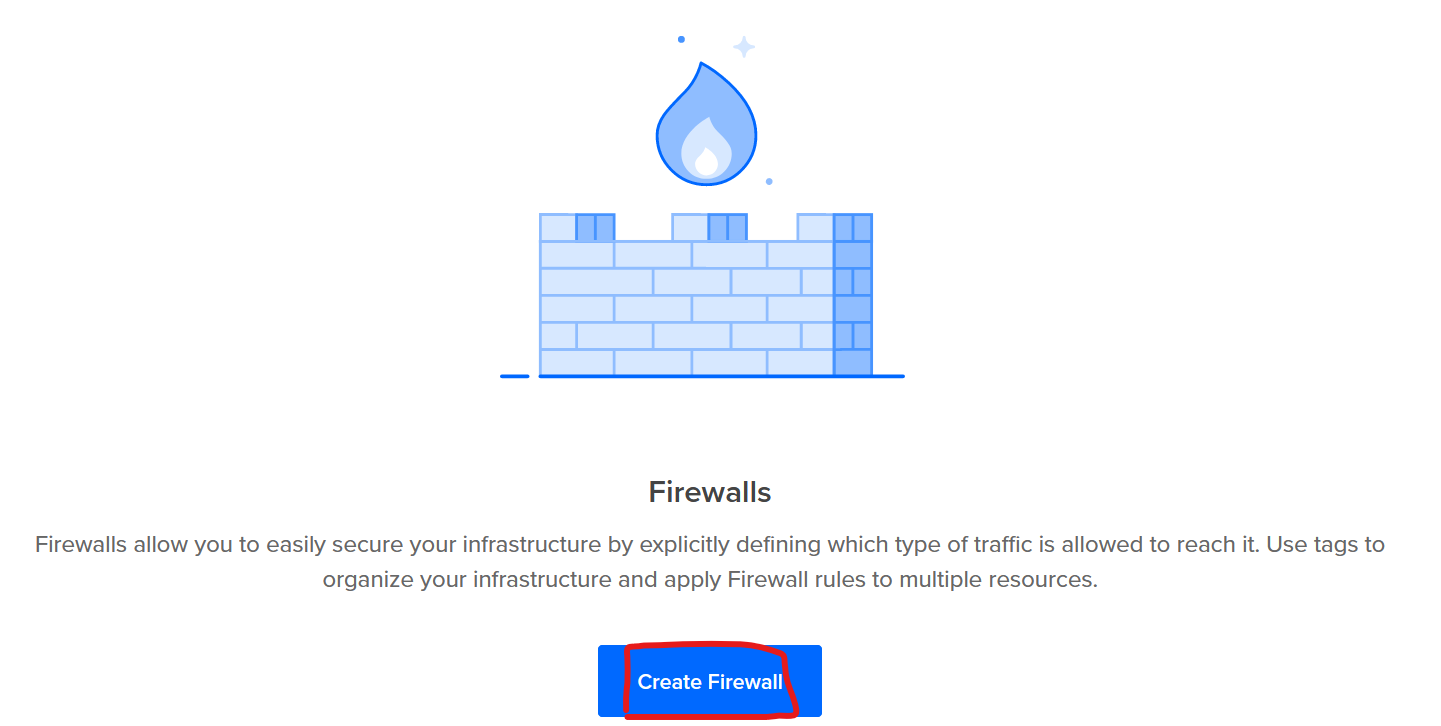 Firewalls
Firewalls allow you to easily secure your infrastructure by explicitly defining which type of traffic is allowed to reach it. Use tags to
organize your infrastructure and apply Firewall rules to multiple resources.
Create Firewall